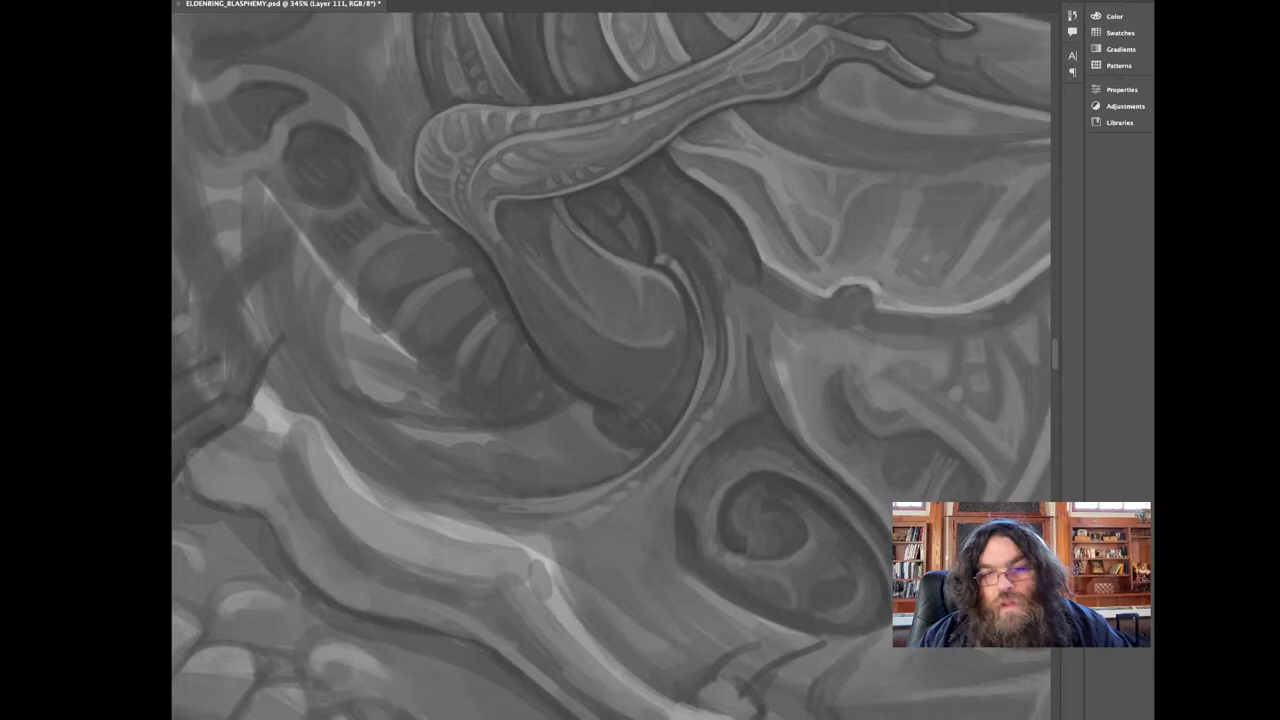 × ELDENRING_BLASPHEMY.psd @ 345% (Layer 111, RGB/8*) *
Color
Swatches
Gradients
Patterns
Properties
Adjustments
Libraries